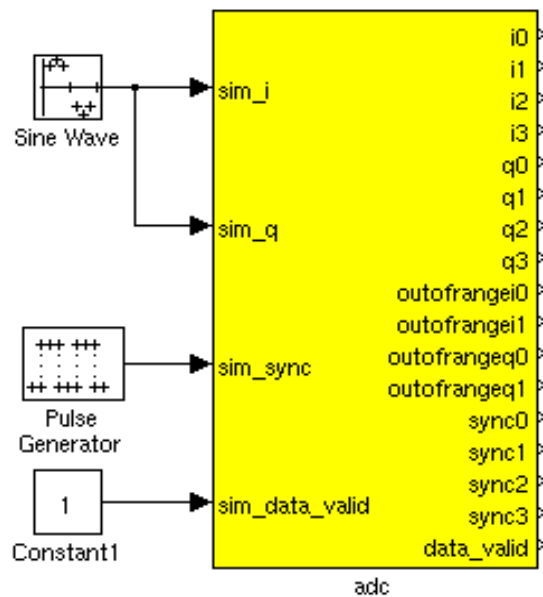 sim_i
sim_q
sim_sync
sim_data_valid
i0
i1
i2
i3
q0
q1
q2
q3
outofrangei0
outofrangei1
outofrangeq0
outofrangeq1
sync0
sync1
sync2
sync3
data_valid
Sine Wave
Pulse
Generator
1
Constant1
adc